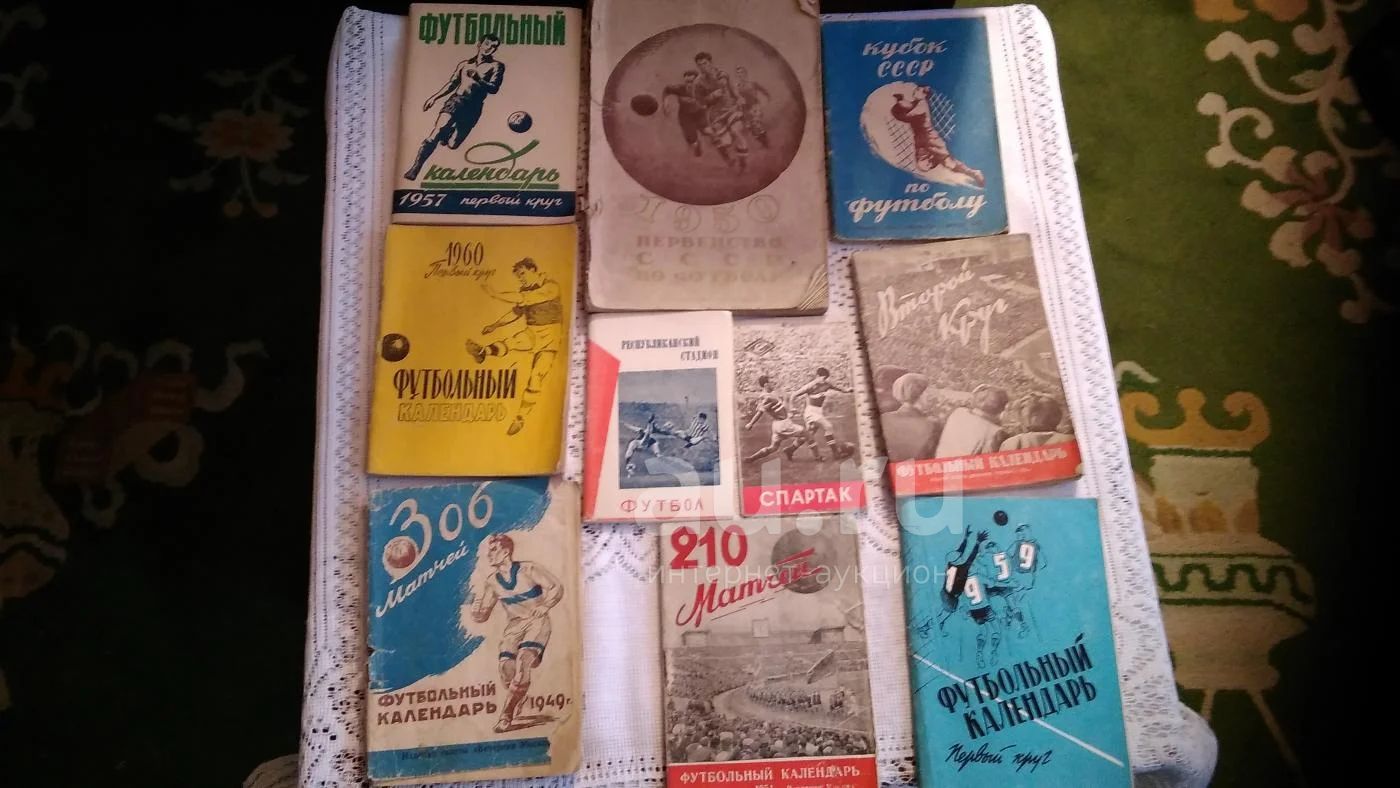 ФУТБОЛЬНЫЙ
календарь
1957 первый круг
1950
ПЕРВЕНСТВО
СССР
ПО ФУТБОЛУ
Кубок
СССР
по
футболу
1960
Первый круг
ФУТБОЛЬНЫЙ
КАЛЕНДАРЬ
РЕСПУБЛИКАНСКИЙ
СТАДИОН
ФУТБОЛ
СПАРТАК
Второй
Круг
ФУТБОЛЬНЫЙ КАЛЕНДАРЬ
306
Матчей
ФУТБОЛЬНЫЙ
КАЛЕНДАРЬ 1949г.
210
Матчей
ФУТБОЛЬНЫЙ КАЛЕНДАРЬ
1959
ФУТБОЛЬНЫЙ
КАЛЕНДАРЬ
Первый круг
au.ru
интернет аукцион